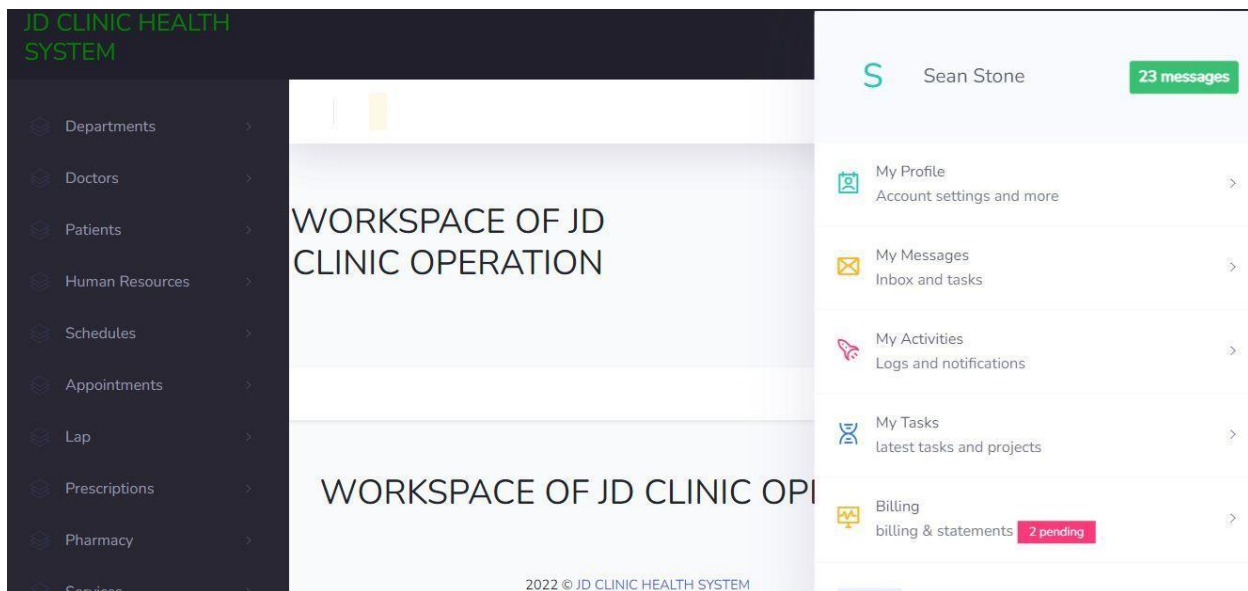 JD CLINIC HEALTH
SYSTEM
Departments
Doctors
Patients
Human Resources
Schedules
Appointments
Lap
Prescriptions
Pharmacy
Services
WORKSPACE OF JD
CLINIC OPERATION
WORKSPACE OF JD CLINIC OP
2022 © JD CLINIC HEALTH SYSTEM
S
Sean Stone
23 messages
My Profile
Account settings and more
My Messages
Inbox and tasks
My Activities
Logs and notifications
My Tasks
latest tasks and projects
Billing
billing & statements 2 pending